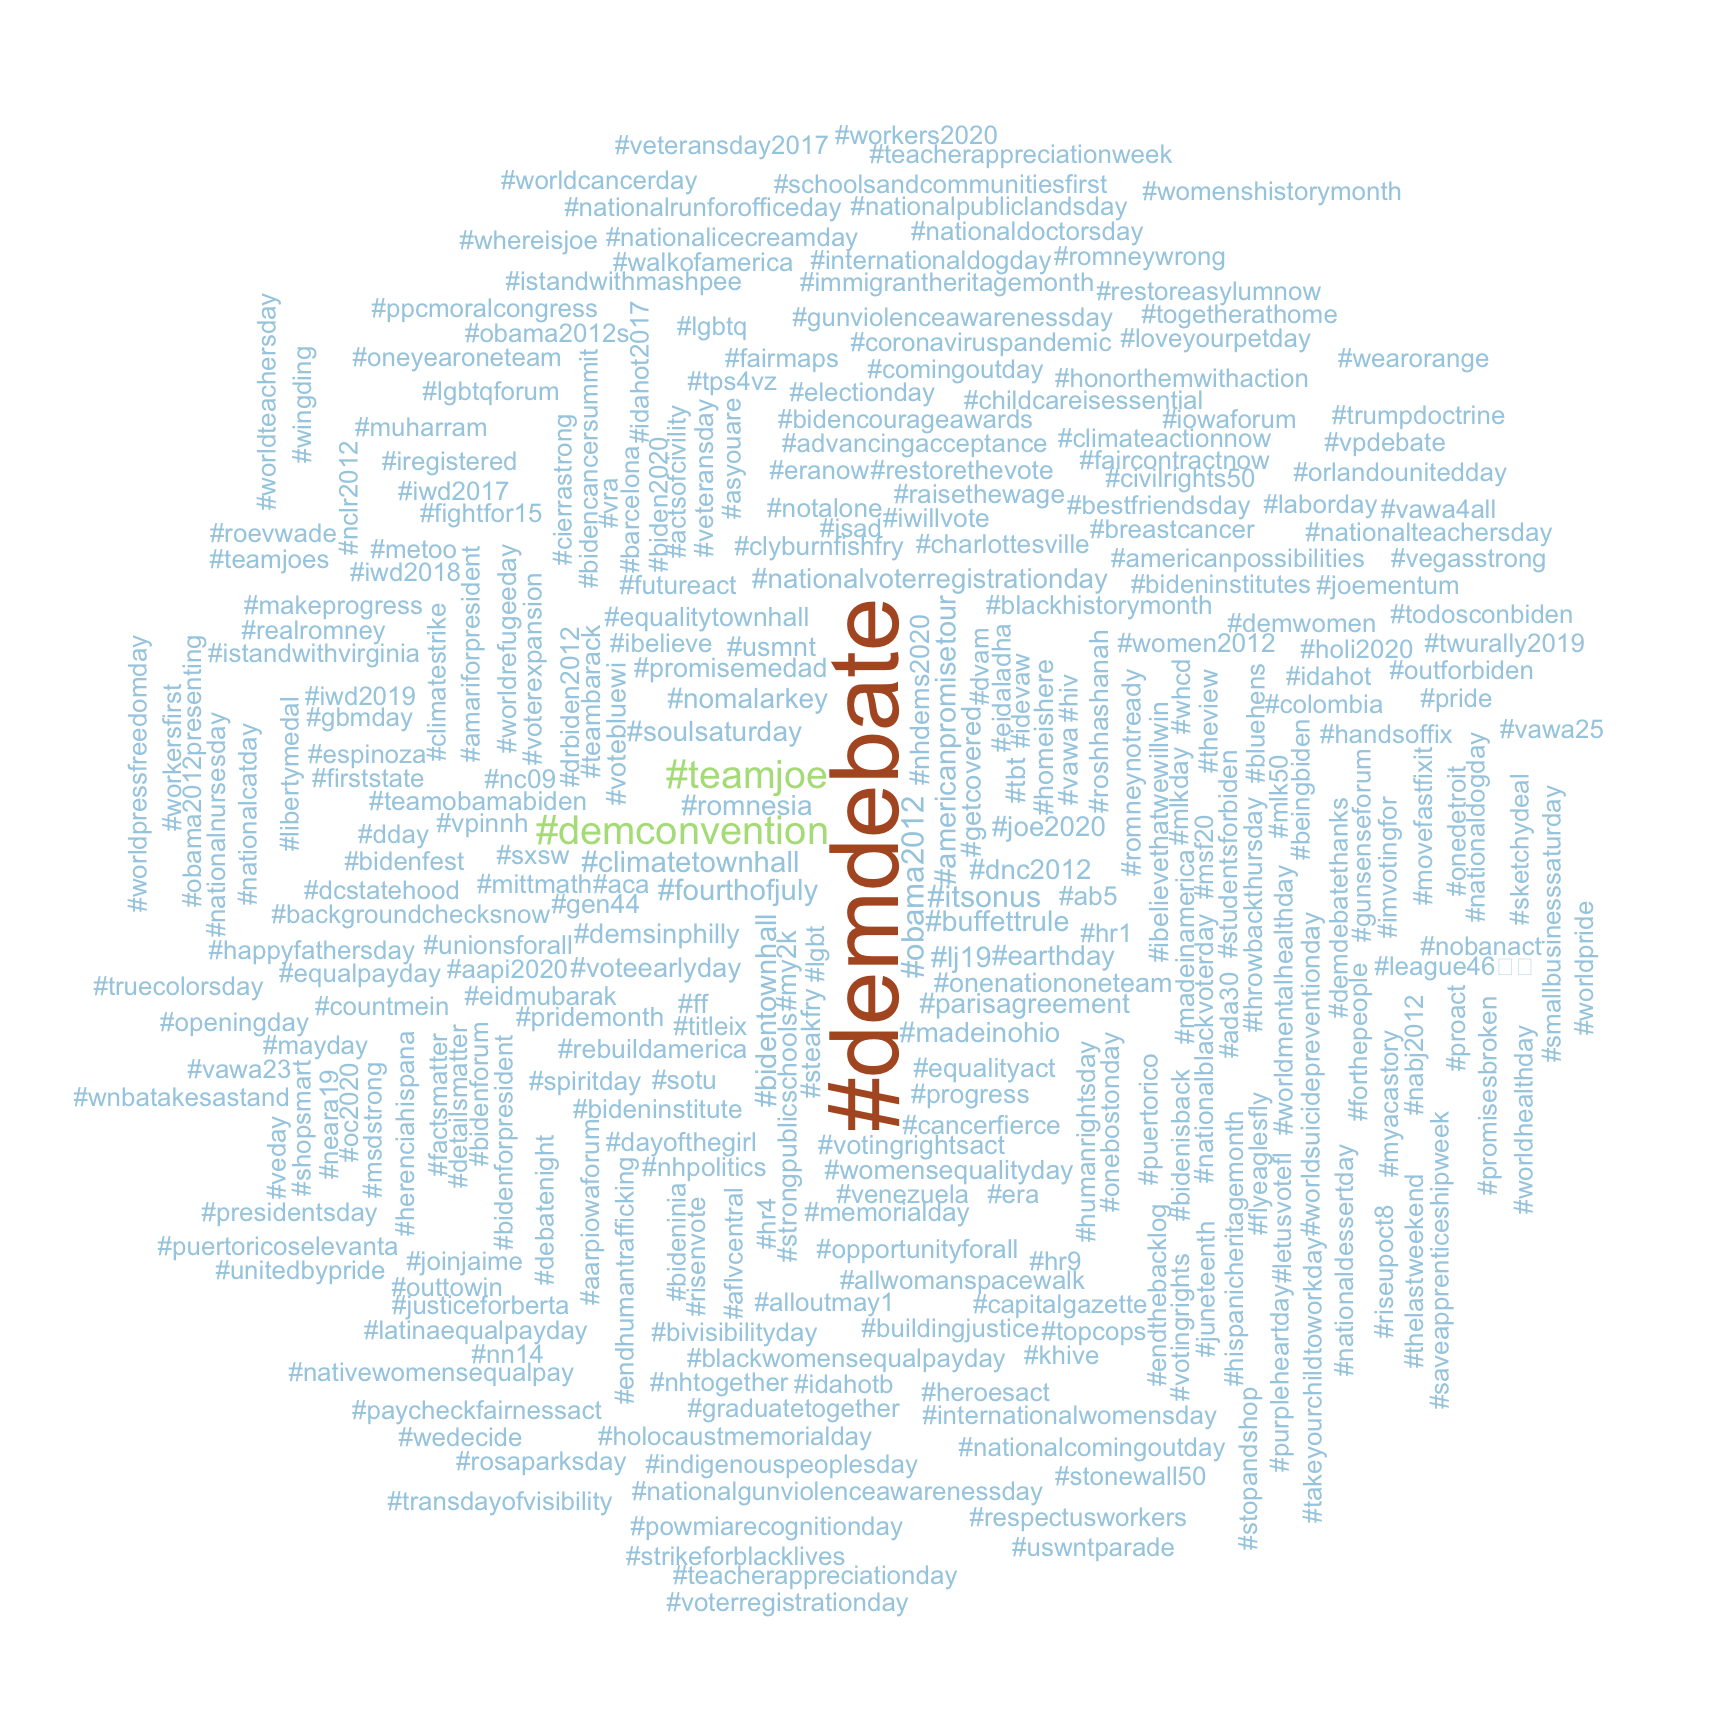 #workers2020
#veteransday2017
#teacherappreciationweek
#worldcancerday
#schoolsandcommunitiesfirst
#womenshistorymonth
#nationalrunforofficeday
#nationalpubliclandsday
#nationaldoctorsday
#whereisjoe
#nationalicecreamday
#romneywrong
#walkofamerica
#internationaldogday
#istandwithmashpee
#immigrantheritagemonth
#restoreasylumnow
#ppcmoralcongress
#gunviolenceawarenessday
#togetherathome
#obama2012s
#lgbtq
#coronaviruspandemic
#loveyourpetday
#oneyearoneteam
#fairmaps
#wearorange
#comingoutday
#honorthemwithaction
#tps4vz
#lgbtqforum
#electionday
#childcareisessential
#bidencourageawards
#iowaforum
#trumpdoctrine
#muharram
#advancingacceptance
#climateactionnow
#vpdebate
#iregistered
#eranow
#restorethevote
#faircontractnow
#civilrights50
#orlandounitedday
#iwd2017
#raisethewage
#bestfriendsday
#laborday
#vawa4all
#fightfor15
#notalone
#isad
#iwillvote
#breastcancer
#nationalteachersday
#roevwade
#metoo
#clyburnfishfry
#charlottesville
#americanpossibilities
#vegasstrong
#teamjoes
#iwd2018
#futureact
#nationalvoterregistrationday
#bideninstitutes
#joementum
#worldteachersday
#wingding
#nclr2012
#cierrastrong
#bidencancersummit
#vra
#barcelona
#idahot2017
#biden2020
#actsofcivility
#veteransday
#asyouare
#makeprogress
#equalitytownhall
#blackhistorymonth
#demwomen
#todosconbiden
#realromney
#ibelieve
#usmnt
#women2012
#holi2020
#twurally2019
#istandwithvirginia
#promisemedad
#idahot
#outforbiden
#iwd2019
#nomalarkey
#colombia
#pride
#gbmday
#soulsaturday
#handsoffix
#vawa25
#espinoza
#firststate
#nc09
#teamjoe
#teamobamabiden
#romnesia
#dday
#vpinnh
#demconvention
#joe2020
#bidenfest
#sxsw
#climatetownhall
#dnc2012
#dcstatehood
#mittmath
#aca
#fourthofjuly
#itsonus
#ab5
#backgroundchecksnow
#gen44
#buffettrule
#worldpressfreedomday
#workersfirst
#obama2012presenting
#nationalnursesday
#nationalcatday
#libertymedal
#climatestrike
#amariforpresident
#worldrefugeeday
#voterexpansion
#drbiden2012
#teambarack
#votebluewi
#demdebate
#obama2012
#nhdems2020
#americanpromisetour
#getcovered
#dvam
#eidaladha
#tbt
#idevaw
#homeishere
#vawa
#hiv
#roshhashanah
#romneynotready
#ibelievethatwewillwin
#mlkday
#whcd
#madeinamerica
#msf20
#theview
#nationalblackvoterday
#studentsforbiden
#ada30
#bluehens
#throwbackthursday
#mlk50
#beingbiden
#worldmentalhealthday
#worldsuicidepreventionday
#demdebatethanks
#gunsenseforum
#imvotingfor
#movefastfixit
#onedetroit
#nationaldogday
#sketchydeal
#smallbusinesssaturday
#worldpride
#happyfathersday
#unionsforall
#demsinphilly
#hr1
#nobanact
#equalpayday
#aapi2020
#voteearlyday
#lj19
#earthday
#league46
#truecolorsday
#countmein
#eidmubarak
#ff
#onenationoneteam
#openingday
#pridemonth
#titleix
#parisagreement
#mayday
#rebuildamerica
#madeinohio
#vawa23
#spiritday
#sotu
#equalityact
#wnbatakesastand
#bideninstitute
#progress
#dayofthegirl
#cancerfierce
#nhpolitics
#votingrightsact
#womensequalityday
#venezuela
#era
#presidentsday
#memorialday
#bidentownhall
#my2k
#lgbt
#steakfry
#strongpublicschools
#hr4
#veday
#shopsmart
#neara19
#oc2020
#msdstrong
#herenciahispana
#factsmatter
#detailsmatter
#bidenforum
#bidenforpresident
#debatenight
#aarpiowaforum
#endhumantrafficking
#bideninia
#risenvote
#aflvcentral
#humanrightsday
#onebostonday
#puertorico
#bidenisback
#endthebacklog
#votingrights
#juneteenth
#hispanicheritagemonth
#flyeaglesfly
#letusvotefl
#purpleheartday
#takeyourchildtoworkday
#nationaldessertday
#forthepeople
#myacastory
#nabj2012
#proact
#promisesbroken
#worldhealthday
#riseupoct8
#thelastweekend
#saveapprenticeshipweek
#stopandshop
#puertoricoselevanta
#joinjaime
#opportunityforall
#hr9
#unitedbypride
#outtowin
#allwomanspacewalk
#justiceforberta
#alloutmay1
#capitalgazette
#latinaequalpayday
#bivisibilityday
#buildingjustice
#topcops
#nn14
#blackwomensequalpayday
#khive
#nativewomensequalpay
#nhtogether
#idahotb
#heroesact
#paycheckfairnessact
#graduatetogether
#internationalwomensday
#wedecide
#holocaustmemorialday
#nationalcomingoutday
#rosaparksday
#indigenouspeoplesday
#stonewall50
#transdayofvisibility
#nationalgunviolenceawarenessday
#powmiarecognitionday
#respectusworkers
#strikeforblacklives
#uswntparade
#teacherappreciationday
#voterregistrationday